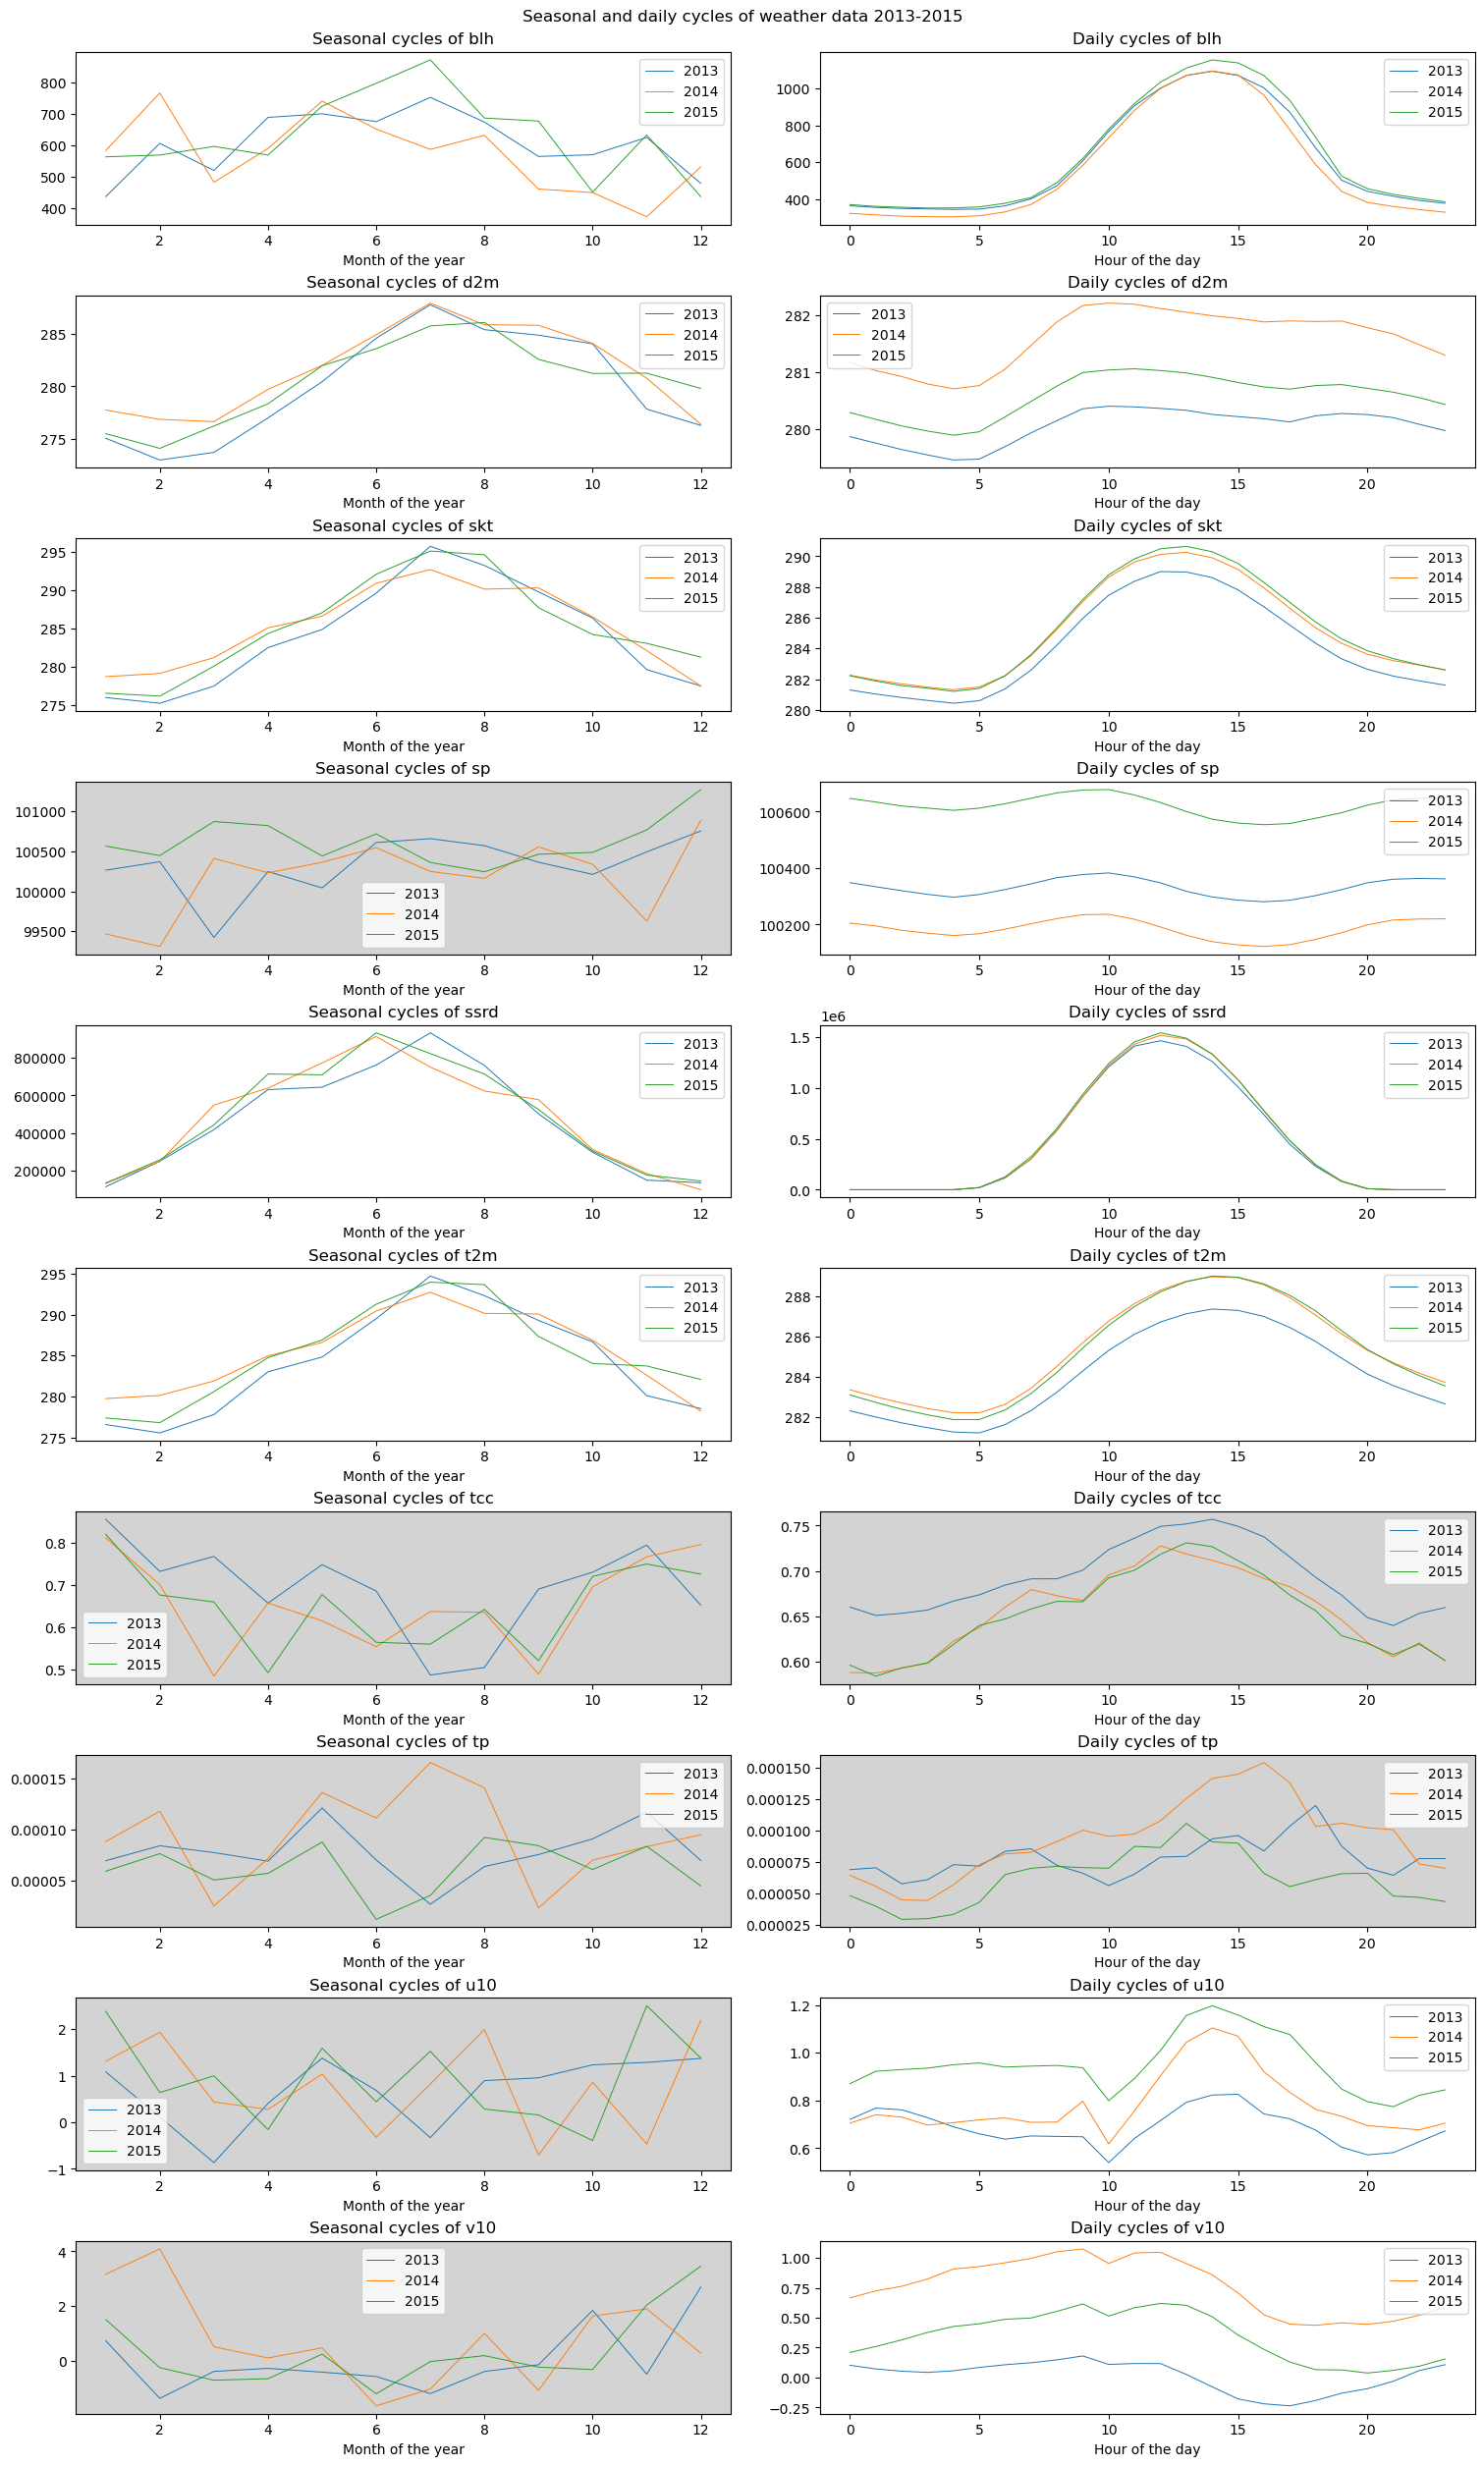 Seasonal and daily cycles of weather data 2013-2015
Seasonal cycles of blh
800
700
600
500
400
2013
2014
2015
2 4 6 8 10 12
Month of the year
Daily cycles of blh
1000
800
600
400
2013
2014
2015
0 5 10 15 20
Hour of the day
Seasonal cycles of d2m
285
280
275
2013
2014
2015
2 4 6 8 10 12
Month of the year
Daily cycles of d2m
282
281
280
2013
2014
2015
0 5 10 15 20
Hour of the day
Seasonal cycles of skt
295
290
285
280
275
2013
2014
2015
2 4 6 8 10 12
Month of the year
Daily cycles of skt
290
288
286
284
282
280
2013
2014
2015
0 5 10 15 20
Hour of the day
Seasonal cycles of sp
101000
100500
100000
99500
2013
2014
2015
2 4 6 8 10 12
Month of the year
Daily cycles of sp
100600
100400
100200
2013
2014
2015
0 5 10 15 20
Hour of the day
Seasonal cycles of ssrd
800000
600000
400000
200000
2013
2014
2015
2 4 6 8 10 12
Month of the year
Daily cycles of ssrd
1e6
1.5
1.0
0.5
0.0
2013
2014
2015
0 5 10 15 20
Hour of the day
Seasonal cycles of t2m
295
290
285
280
275
2013
2014
2015
2 4 6 8 10 12
Month of the year
Daily cycles of t2m
288
286
284
282
2013
2014
2015
0 5 10 15 20
Hour of the day
Seasonal cycles of tcc
0.8
0.7
0.6
0.5
2013
2014
2015
2 4 6 8 10 12
Month of the year
Daily cycles of tcc
0.75
0.70
0.65
0.60
2013
2014
2015
0 5 10 15 20
Hour of the day
Seasonal cycles of tp
0.00015
0.00010
0.00005
2013
2014
2015
2 4 6 8 10 12
Month of the year
Daily cycles of tp
0.000150
0.000125
0.000100
0.000075
0.000050
0.000025
2013
2014
2015
0 5 10 15 20
Hour of the day
Seasonal cycles of u10
2
1
0
−1
2013
2014
2015
2 4 6 8 10 12
Month of the year
Daily cycles of u10
1.2
1.0
0.8
0.6
2013
2014
2015
0 5 10 15 20
Hour of the day
Seasonal cycles of v10
4
2
0
2013
2014
2015
2 4 6 8 10 12
Month of the year
Daily cycles of v10
1.00
0.75
0.50
0.25
0.00
−0.25
2013
2014
2015
0 5 10 15 20
Hour of the day